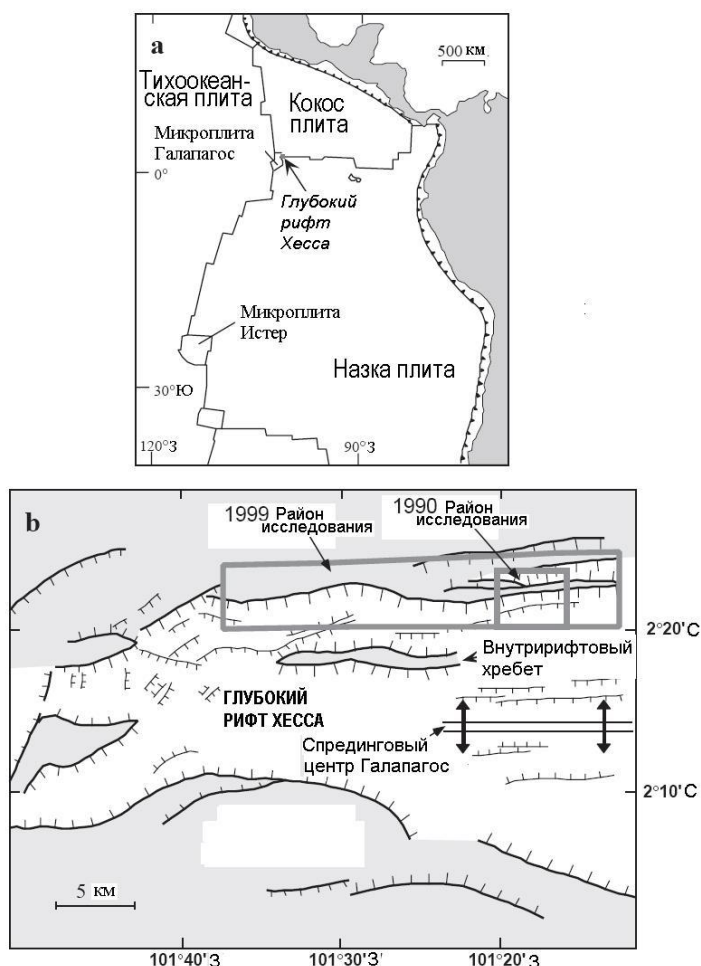 a
500 км
Тихоокеан-
ская плита
Кокос
плита
Микроплита
Галапагос
0°
Глубокий
рифт
Хесса
Микроплита
Истер
Назка плита
30°Ю
120°З
90°З
b
1999 Район
исследования
1990 Район
исследования
2°20'С
Внутририфтовый
хребет
ГЛУБОКИЙ
РИФТ ХЕССА
Спрединговый
центр Галапагос
2°10'С
5 км
101°40'З
101°30'З'
101°20'З